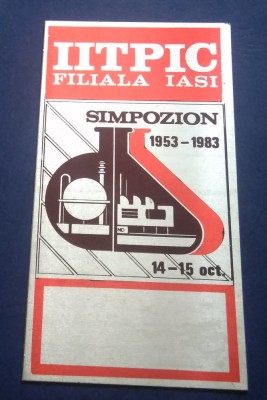 IITPIC
FILIALA IASI
SIMPOZION
1953-1983
14-15 oct.